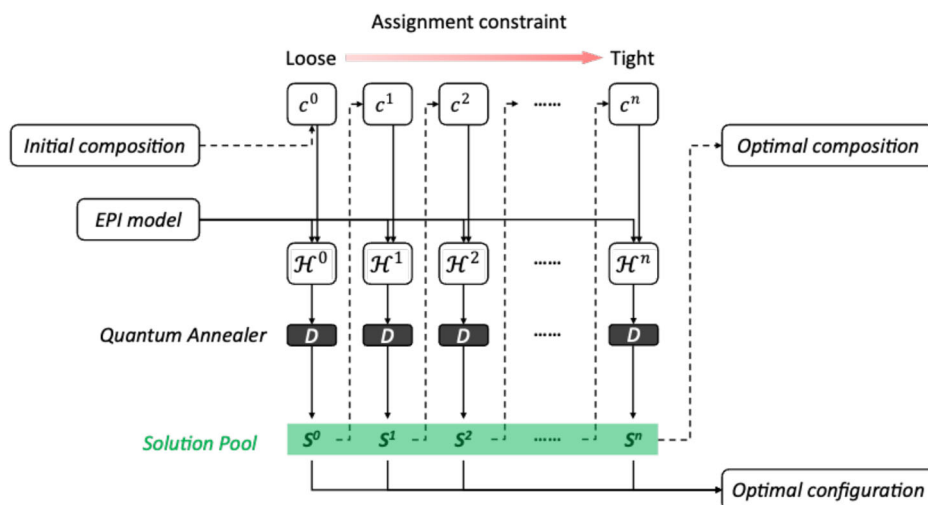 Assignment constraint
Loose Tight
c⁰ c¹ c² ...... cⁿ
Initial composition Optimal composition
EPI model
ℋ⁰ ℋ¹ ℋ² ...... ℋⁿ
Quantum Annealer D D D ...... D
Solution Pool S⁰ S¹ S² ...... Sⁿ
Optimal configuration